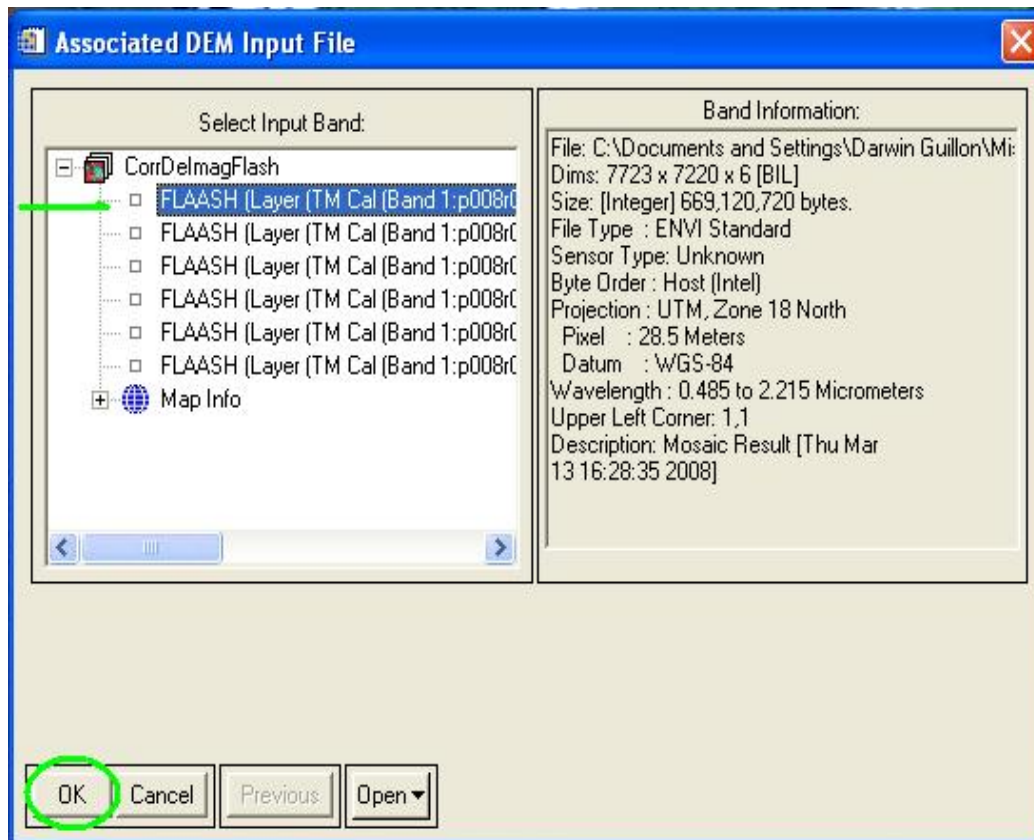 Associated DEM Input File
Select Input Band:
CorrDeImagFlash
FLAASH (Layer (TM Cal (Band 1:p008r0
FLAASH (Layer (TM Cal (Band 1:p008r0
FLAASH (Layer (TM Cal (Band 1:p008r0
FLAASH (Layer (TM Cal (Band 1:p008r0
FLAASH (Layer (TM Cal (Band 1:p008r0
FLAASH (Layer (TM Cal (Band 1:p008r0
Map Info
Band Information:
File: C:\Documents and Settings\Darwin Guillon\Mi
Dims: 7723 x 7220 x 6 [BIL]
Size: [Integer] 669,120,720 bytes.
File Type : ENVI Standard
Sensor Type: Unknown
Byte Order : Host (Intel)
Projection : UTM, Zone 18 North
Pixel : 28.5 Meters
Datum : WGS-84
Wavelength : 0.485 to 2.215 Micrometers
Upper Left Corner: 1,1
Description: Mosaic Result [Thu Mar
13 16:28:35 2008]
OK
Cancel
Previous
Open